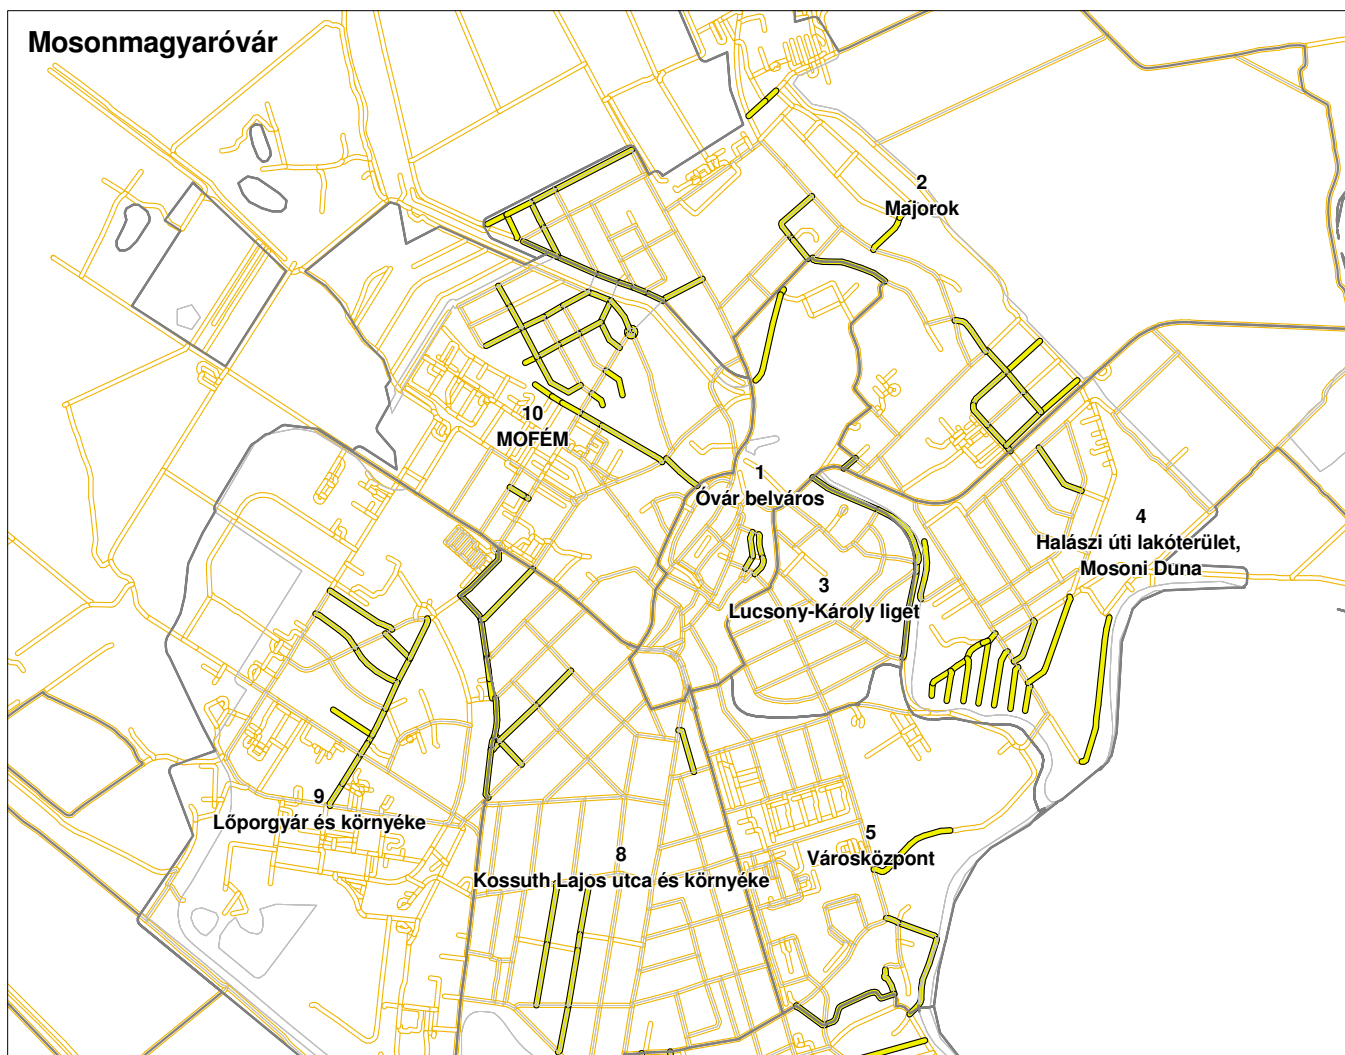 Mosonmagyaróvár
2
Majorok
10
MOFÉM
1
Óvár belváros
4
Halászi úti lakóterület,
Mosoni Duna
3
Lucsony-Károly liget
9
Lőporgyár és környéke
5
Városközpont
8
Kossuth Lajos utca és környéke